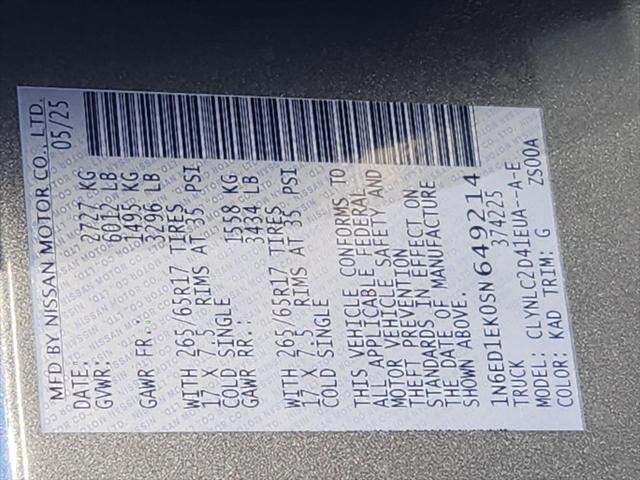 MFD BY NISSAN MOTOR CO., LTD.
DATE: 05/25
GVWR: 2727 KG
6012 LB
GAWR FR.: 1495 KG
3296 LB
WITH 265/65R17 TIRES
17 X 7.5 RIMS AT 35 PSI
COLD SINGLE
GAWR RR.: 1558 KG
3434 LB
WITH 265/65R17 TIRES
17 X 7.5 RIMS AT 35 PSI
COLD SINGLE
THIS VEHICLE CONFORMS TO
ALL APPLICABLE FEDERAL
MOTOR VEHICLE SAFETY AND
THEFT PREVENTION
STANDARDS IN EFFECT ON
THE DATE OF MANUFACTURE
SHOWN ABOVE.
1N6ED1EK0SN649214
TRUCK 374225
MODEL: CLYNLC2D41EUA--A-E
COLOR: KAD TRIM: G ZS00A